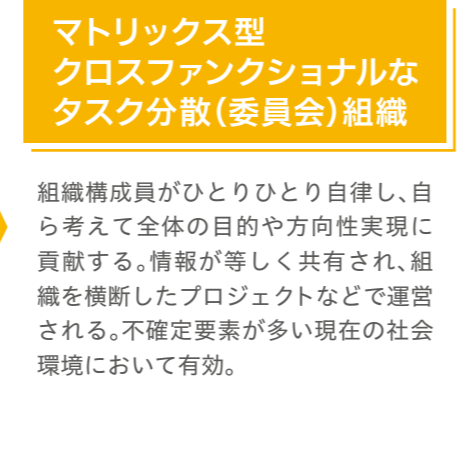 マトリックス型
クロスファンクショナルな
タスク分散(委員会)組織
組織構成員がひとりひとり自律し、自
ら考えて全体の目的や方向性実現に
貢献する。情報が等しく共有され、組
織を横断したプロジェクトなどで運営
される。不確定要素が多い現在の社会
環境において有効。